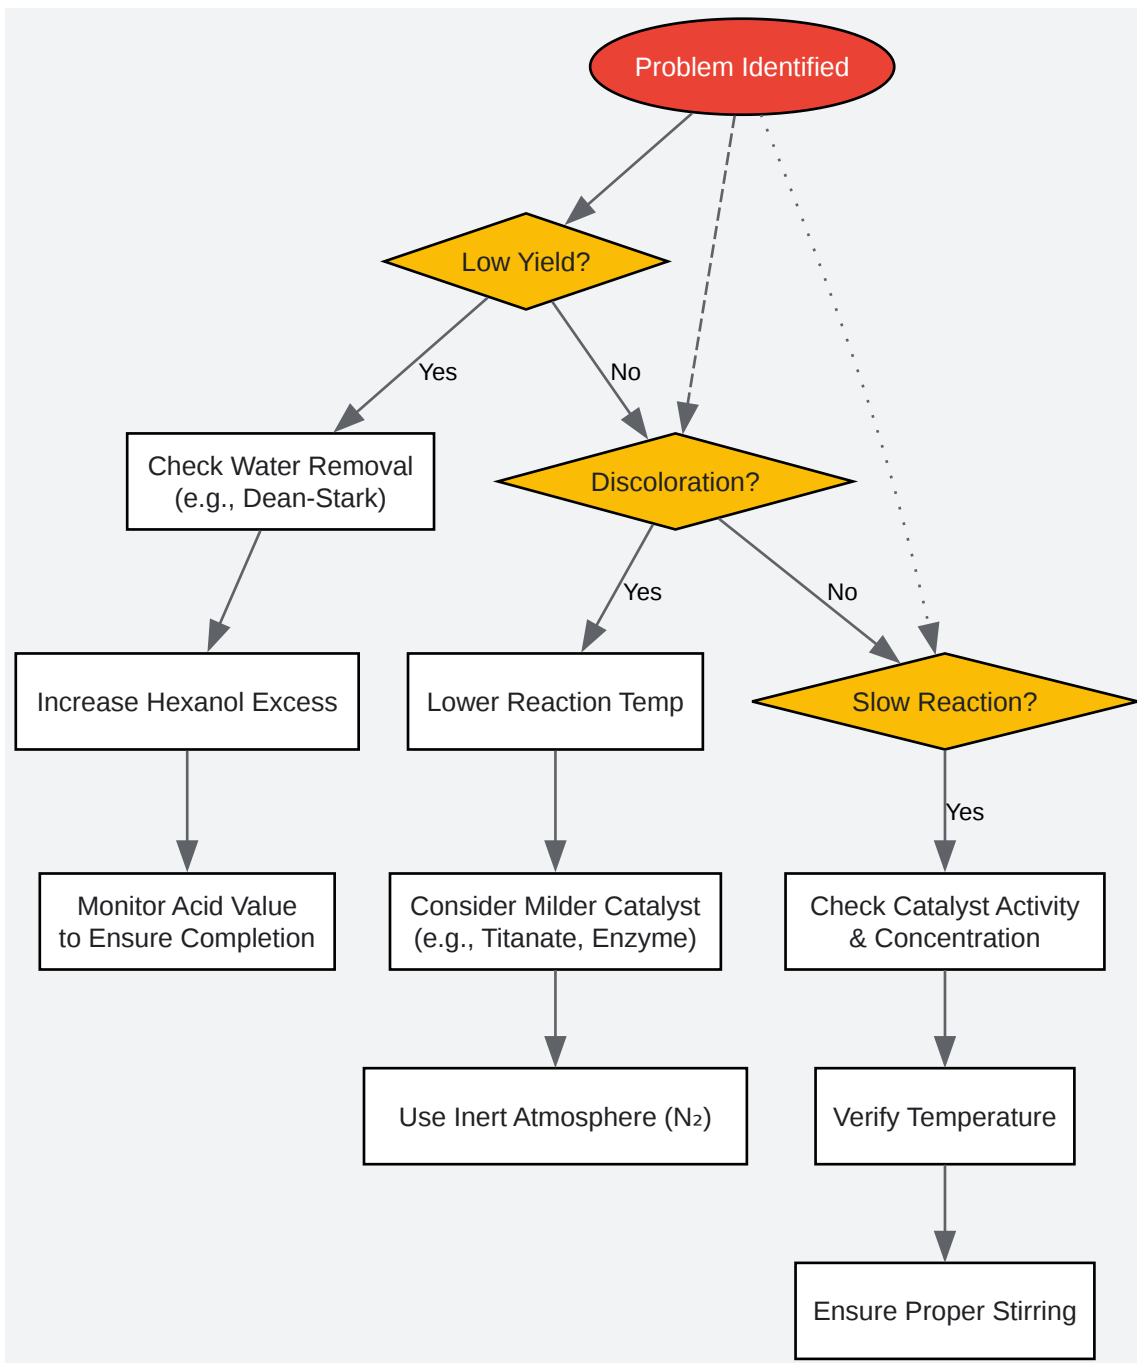 Problem Identified
Low Yield?
Yes
No
Check Water Removal
(e.g., Dean-Stark)
Discoloration?
Yes
No
Increase Hexanol Excess
Lower Reaction Temp
Slow Reaction?
Yes
Monitor Acid Value
to Ensure Completion
Consider Milder Catalyst
(e.g., Titanate, Enzyme)
Check Catalyst Activity
& Concentration
Use Inert Atmosphere (N₂)
Verify Temperature
Ensure Proper Stirring